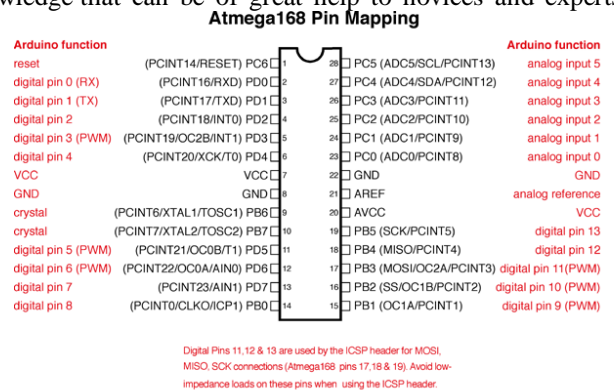 wledge that can be of great help to novices and expert
Atmega168 Pin Mapping
Arduino function Arduino function
reset (PCINT14/RESET) PC6 1 28 PC5 (ADC5/SCL/PCINT13) analog input 5
digital pin 0 (RX) (PCINT16/RXD) PD0 2 27 PC4 (ADC4/SDA/PCINT12) analog input 4
digital pin 1 (TX) (PCINT17/TXD) PD1 3 26 PC3 (ADC3/PCINT11) analog input 3
digital pin 2 (PCINT18/INT0) PD2 4 25 PC2 (ADC2/PCINT10) analog input 2
digital pin 3 (PWM) (PCINT19/OC2B/INT1) PD3 5 24 PC1 (ADC1/PCINT9) analog input 1
digital pin 4 (PCINT20/XCK/T0) PD4 6 23 PC0 (ADC0/PCINT8) analog input 0
VCC VCC 7 22 GND GND
GND GND 8 21 AREF analog reference
crystal (PCINT6/XTAL1/TOSC1) PB6 9 20 AVCC VCC
crystal (PCINT7/XTAL2/TOSC2) PB7 10 19 PB5 (SCK/PCINT5) digital pin 13
digital pin 5 (PWM) (PCINT21/OC0B/T1) PD5 11 18 PB4 (MISO/PCINT4) digital pin 12
digital pin 6 (PWM) (PCINT22/OC0A/AIN0) PD6 12 17 PB3 (MOSI/OC2A/PCINT3) digital pin 11(PWM)
digital pin 7 (PCINT23/AIN1) PD7 13 16 PB2 (SS/OC1B/PCINT2) digital pin 10 (PWM)
digital pin 8 (PCINT0/CLKO/ICP1) PB0 14 15 PB1 (OC1A/PCINT1) digital pin 9 (PWM)
Digital Pins 11,12 & 13 are used by the ICSP header for MOSI,
MISO, SCK connections (Atmega168 pins 17,18 & 19). Avoid low-
impedance loads on these pins when using the ICSP header.